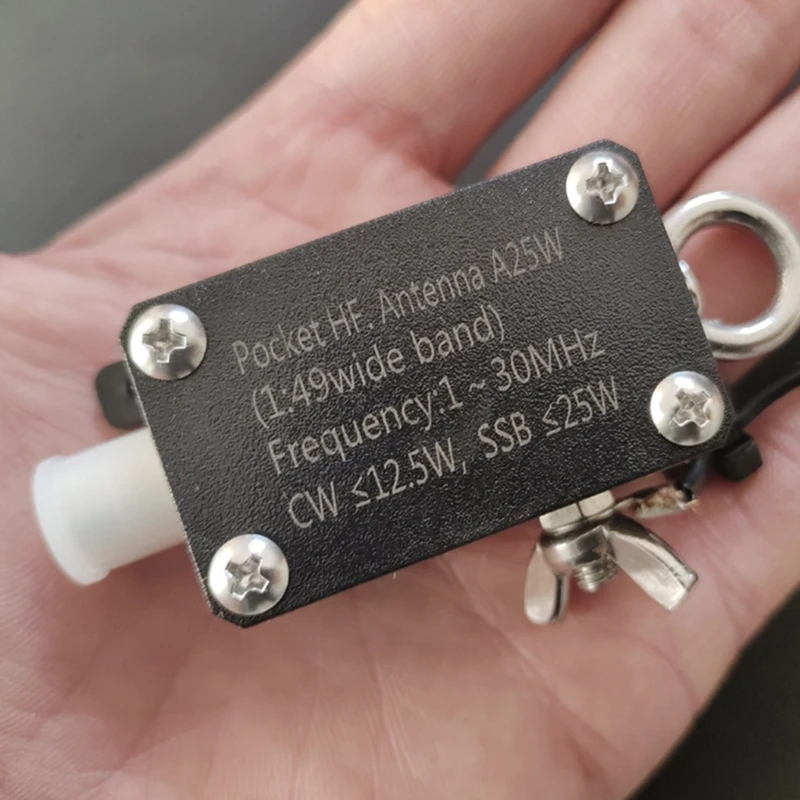 Pocket HF. Antenna A25W
(1:49wide band)
Frequency:1 ~ 30MHz
CW ≤12.5W, SSB ≤25W